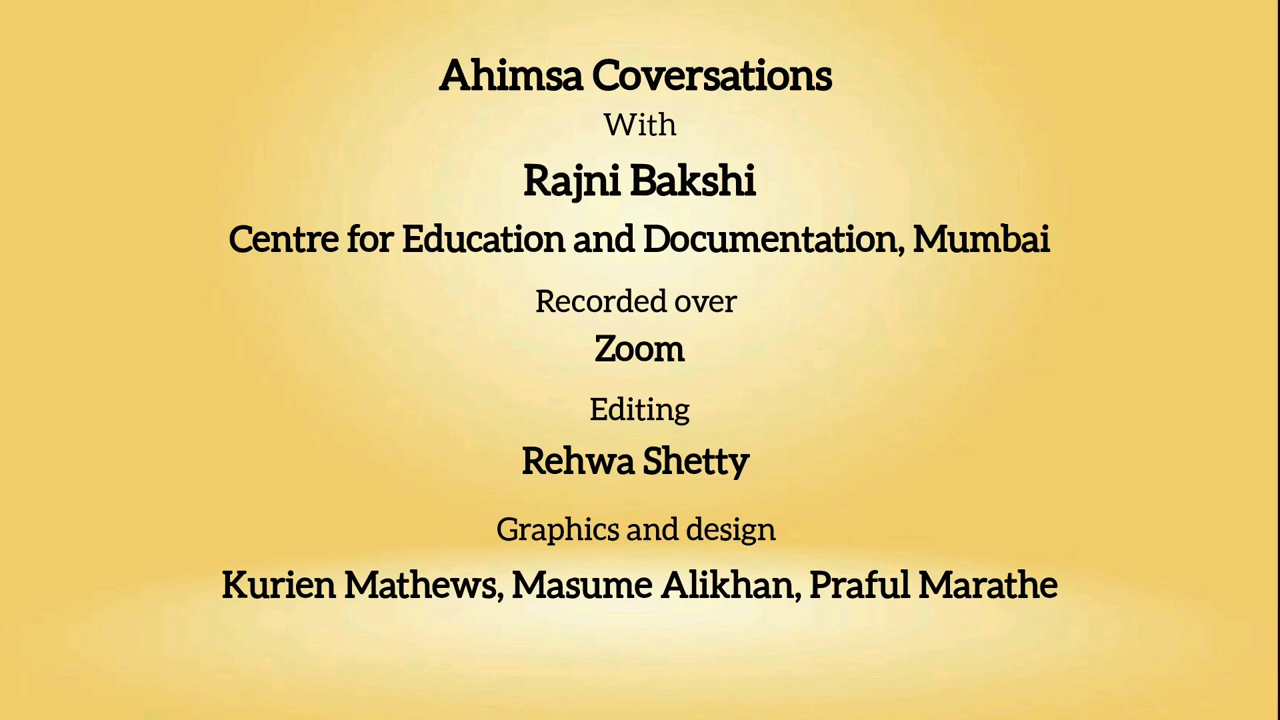 Ahimsa Coversations
With
Rajni Bakshi
Centre for Education and Documentation, Mumbai
Recorded over
Zoom
Editing
Rehwa Shetty
Graphics and design
Kurien Mathews, Masume Alikhan, Praful Marathe